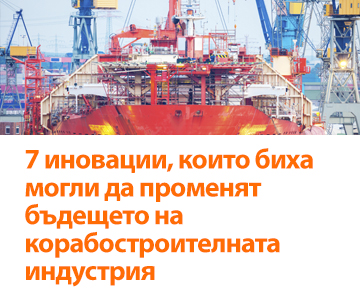 7 иновации, които биха
могли да променят
бъдещето на
корабостроителната
индустрия